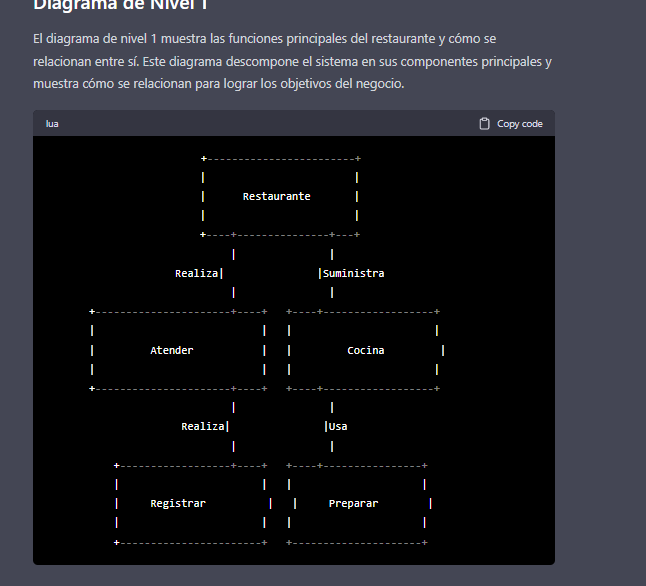 Diagrama de Nivel 1
El diagrama de nivel 1 muestra las funciones principales del restaurante y cómo se
relacionan entre sí. Este diagrama descompone el sistema en sus componentes principales y
muestra cómo se relacionan para lograr los objetivos del negocio.
lua Copy code
Restaurante
Realiza| |Suministra
Atender Cocina
Realiza| |Usa
Registrar Preparar